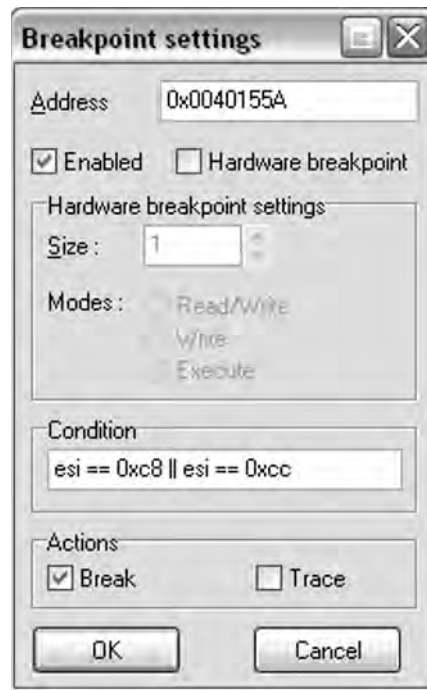 Breakpoint settings
Address 0x0040155A
Enabled Hardware breakpoint
Hardware breakpoint settings
Size : 1
Modes : Read/Write
Write
Execute
Condition
esi == 0xc8 || esi == 0xcc
Actions
Break Trace
OK Cancel